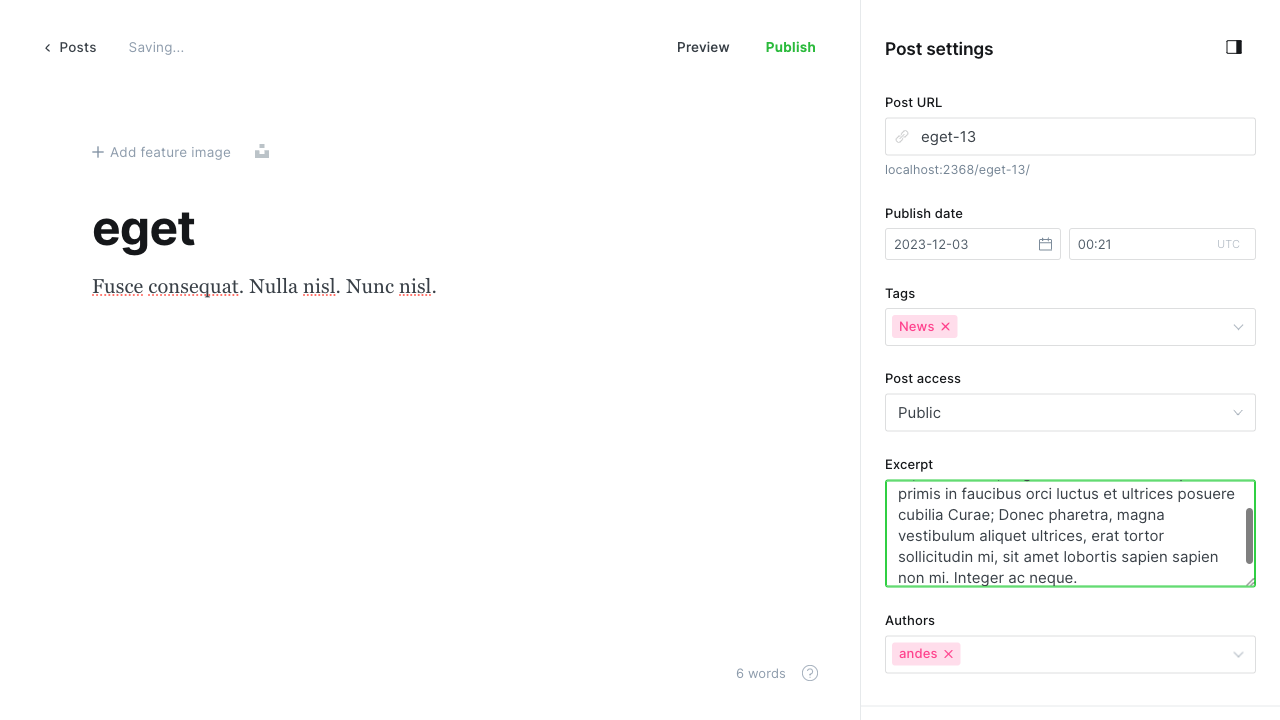 Posts
Saving...
Preview
Publish
Add feature image
eget
Fusce consequat. Nulla nisl. Nunc nisl.
6 words
?
Post settings
Post URL
eget-13
localhost:2368/eget-13/
Publish date
2023-12-03
00:21
UTC
Tags
News
Post access
Public
Excerpt
primis in faucibus orci luctus et ultrices posuere
cubilia Curae; Donec pharetra, magna
vestibulum aliquet ultrices, erat tortor
sollicitudin mi, sit amet lobortis sapien sapien
non mi. Integer ac neque.
Authors
andes